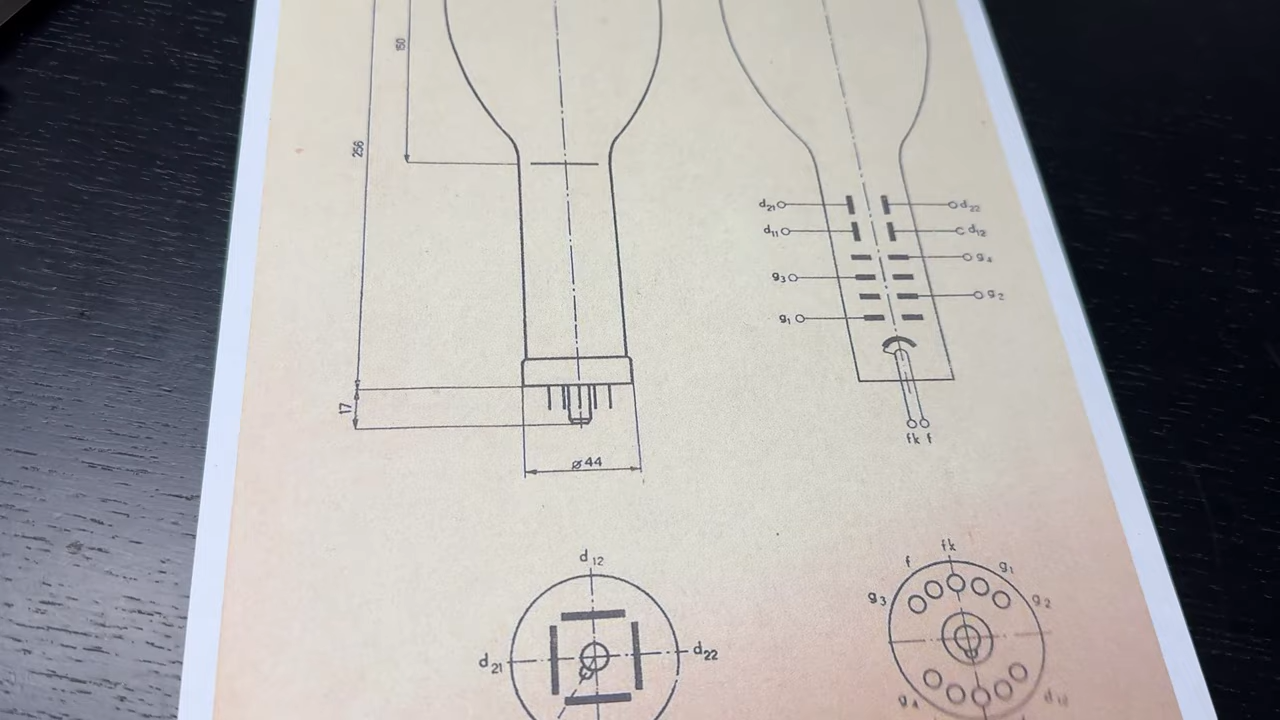 150
256
d21 d22
d11 d12
g4
g3
g2
g1
fk f
17
ø44
d12
fk
f g1
g3 g2
d21 d22
g4